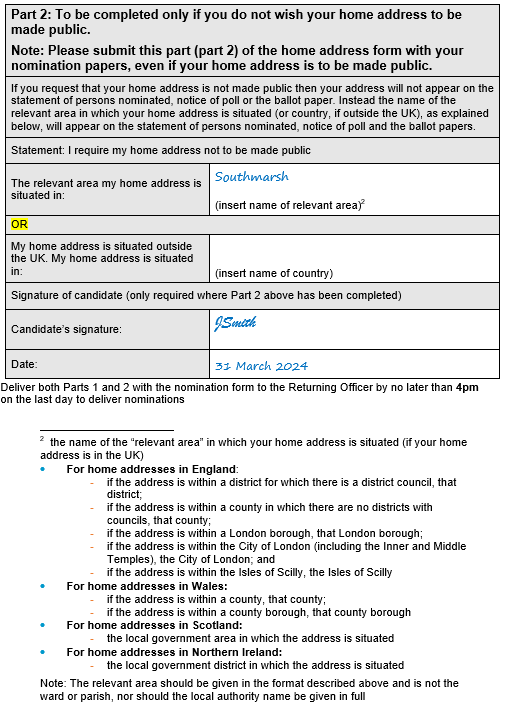 Part 2: To be completed only if you do not wish your home address to be
made public.
Note: Please submit this part (part 2) of the home address form with your
nomination papers, even if your home address is to be made public.
If you request that your home address is not made public then your address will not appear on the
statement of persons nominated, notice of poll or the ballot paper. Instead the name of the
relevant area in which your home address is situated (or country, if outside the UK), as explained
below, will appear on the statement of persons nominated, notice of poll and the ballot papers.
Statement: I require my home address not to be made public
The relevant area my home address is
situated in:
Southmarsh
(insert name of relevant area)2
OR
My home address is situated outside
the UK. My home address is situated
in:
(insert name of country)
Signature of candidate (only required where Part 2 above has been completed)
Candidate's signature:
JSmith
Date:
31 March 2024
Deliver both Parts 1 and 2 with the nomination form to the Returning Officer by no later than 4pm
on the last day to deliver nominations
2 the name of the "relevant area" in which your home address is situated (if your home
address is in the UK)
• For home addresses in England:
- if the address is within a district for which there is a district council, that
district;
- if the address is within a county in which there are no districts with
councils, that county;
- if the address is within a London borough, that London borough;
- if the address is within the City of London (including the Inner and Middle
Temples), the City of London; and
- if the address is within the Isles of Scilly, the Isles of Scilly
• For home addresses in Wales:
- if the address is within a county, that county;
- if the address is within a county borough, that county borough
• For home addresses in Scotland:
- the local government area in which the address is situated
• For home addresses in Northern Ireland:
- the local government district in which the address is situated
Note: The relevant area should be given in the format described above and is not the
ward or parish, nor should the local authority name be given in full